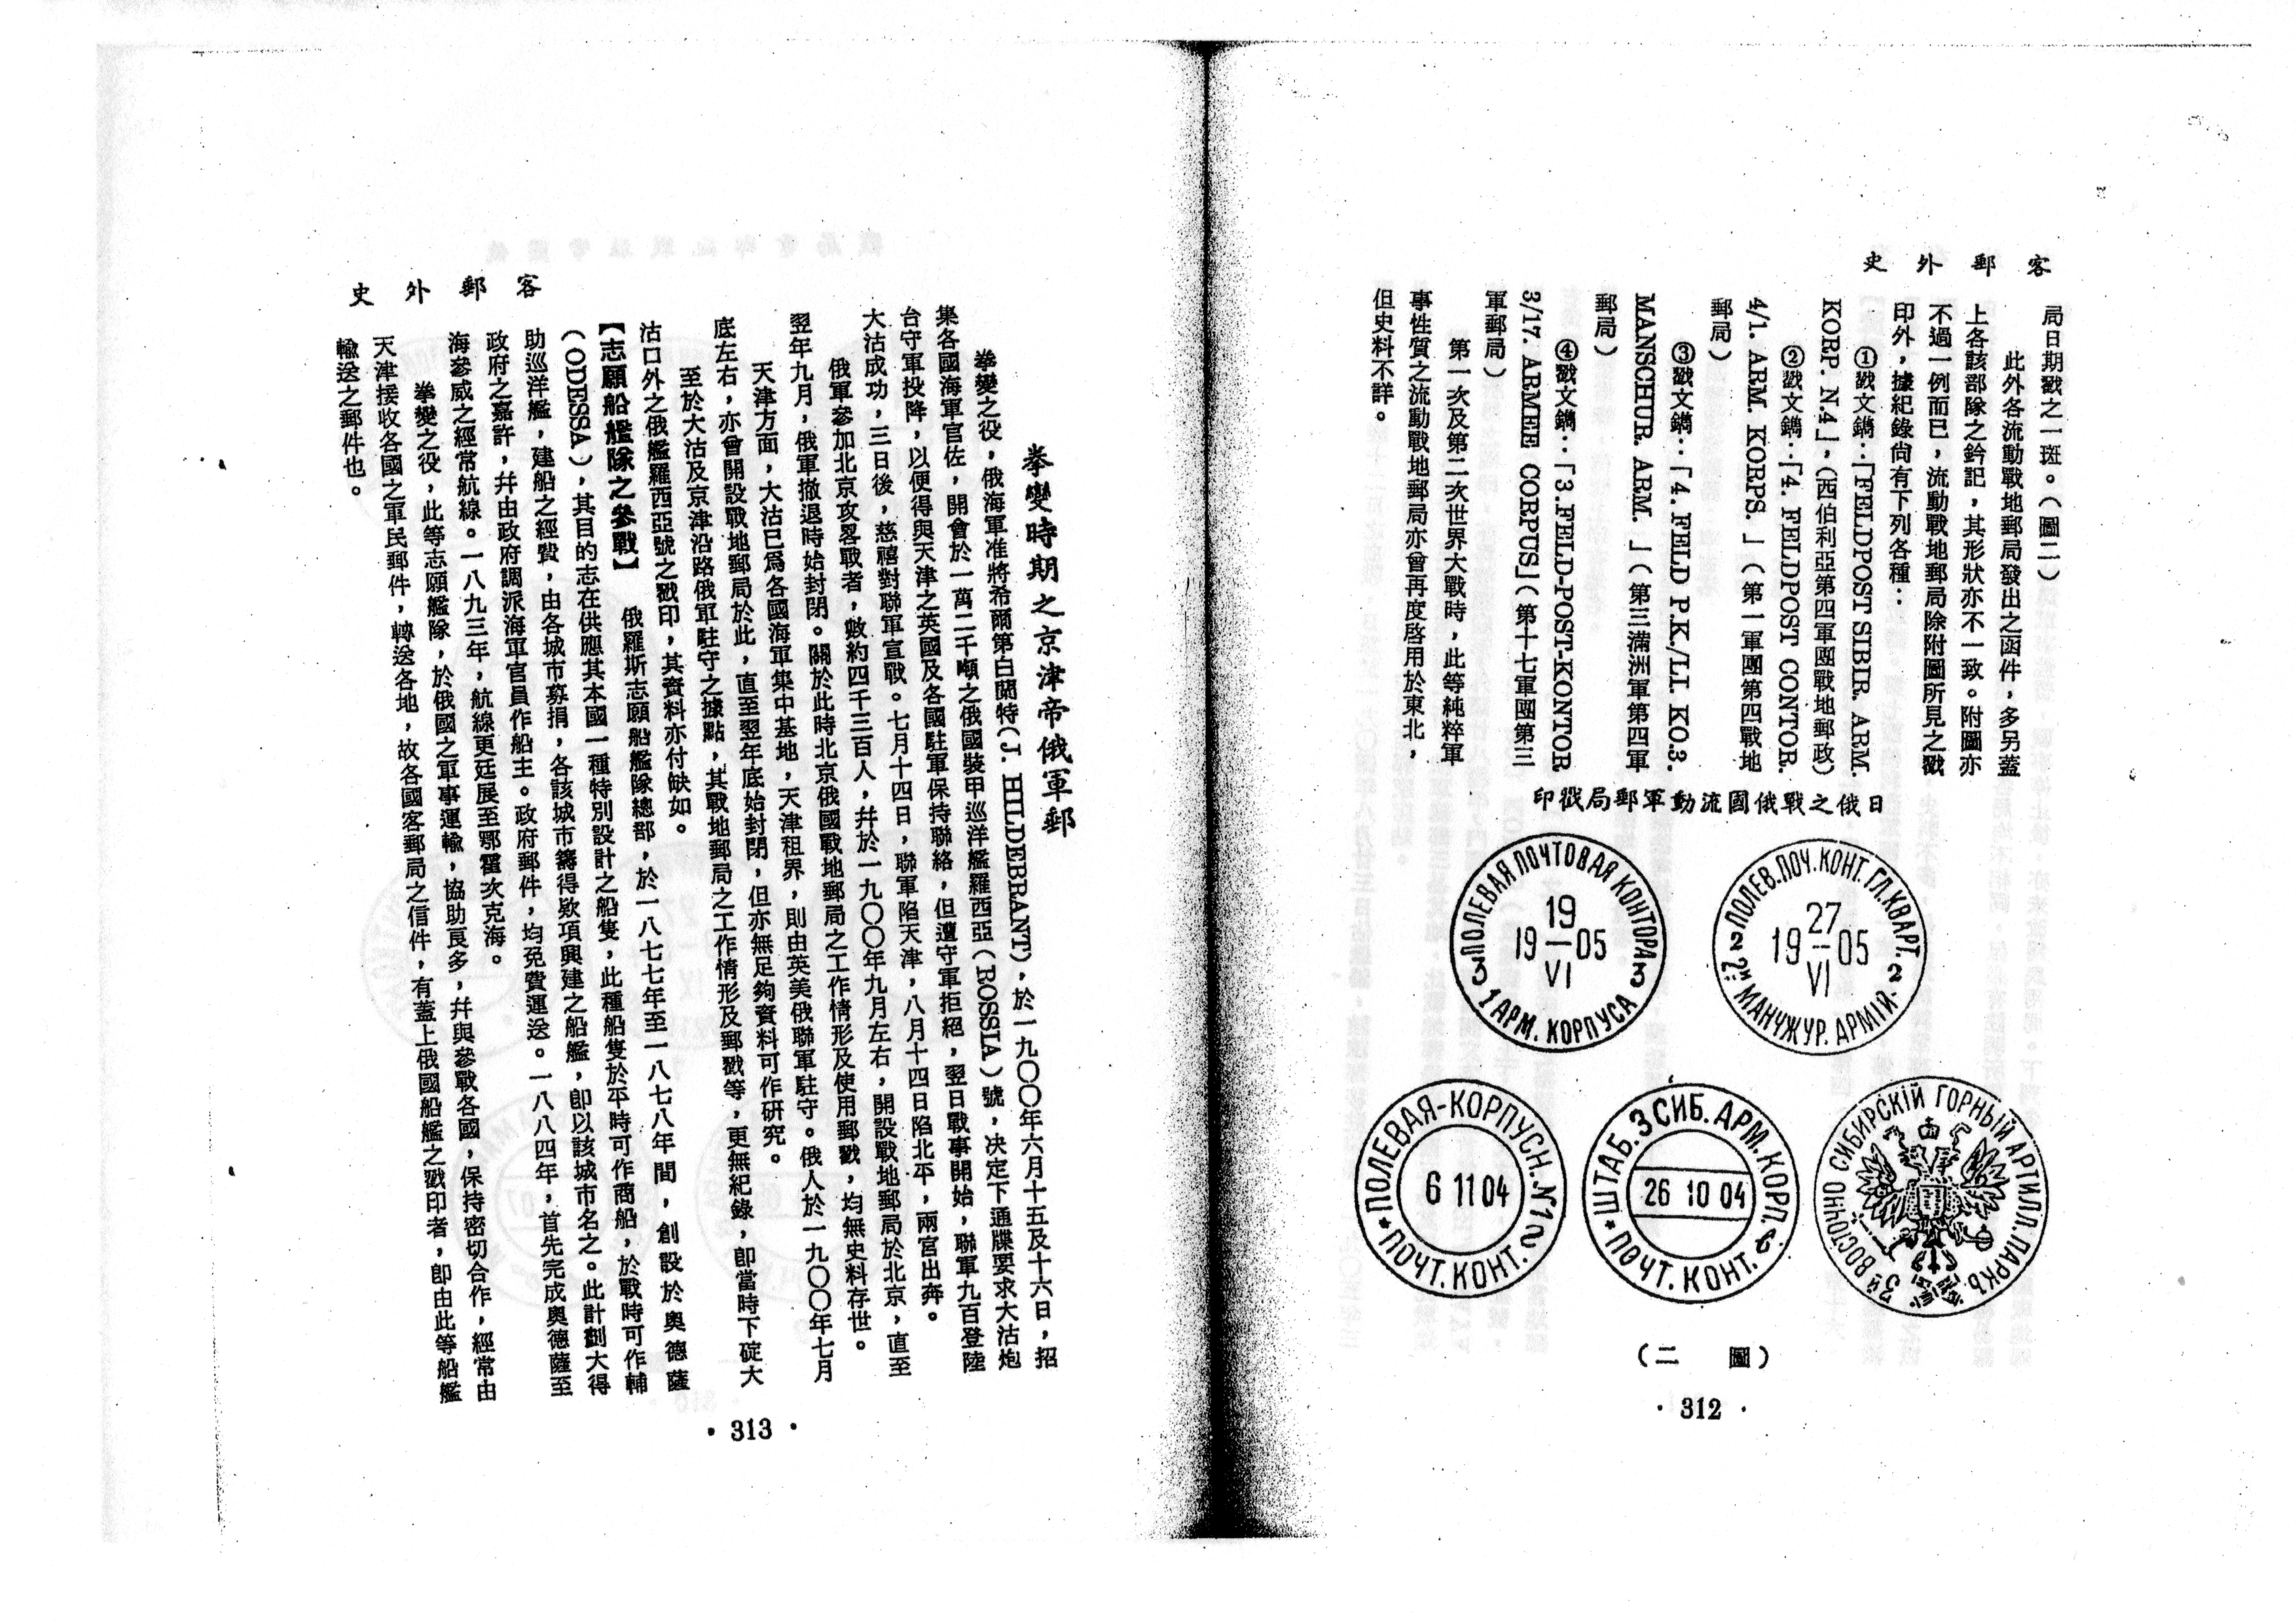 客郵外史
局日期戳之一斑。(圖二)
此外各流動戰地郵局發出之函件,多另蓋
上各該部隊之鈐記,其形狀亦不一致。附圖亦
不過一例而已,流動戰地郵局除附圖所見之戳
印外,據紀錄尚有下列各種:
①戳文鐫:「FELDPOST SIBIR. ARM.
KORP. N.4」,(西伯利亞第四軍團戰地郵政)
②戳文鐫:「4. FELDPOST CONTOR.
4/1. ARM. KORPS.」(第一軍團第四戰地
郵局)
③戳文鐫:「4. FELD P.K./LI. KO.3.
MANSCHUR. ARM.」(第三滿洲軍第四軍
郵局)
④戳文鐫:「3.FELD-POST-KONTOR
3/17. ARMEE CORPUS」(第十七軍團第三
軍郵局)
第一次及第二次世界大戰時,此等純粹軍
事性質之流動戰地郵局亦曾再度啓用於東北,
但史料不詳。
日俄之戰俄國流動軍郵局戳印
ПОЛЕВ.ПОЧ.КОНТ.ГЛ.КВАРТ.
27
19—05
VI
2 МАНЧЖУР. АРМІЙ. 2
ПОЛЕВАЯ ПОЧТОВАЯ КОНТОРА
19
19—05
VI
3 1 АРМ. КОРПУСА 3
3й ВОСТОЧНО СИБИРСКІЙ ГОРНЫЙ АРТИЛ. ПАРКЪ
ШТАБ. 3 СИБ. АРМ. КОРП.
26 10 04
ПОЧТ. КОНТ.
ПОЛЕВАЯ-КОРПУСН. №12
6 11 04
ПОЧТ. КОНТ.
(圖二)
· 312 ·
客郵外史
拳變時期之京津帝俄軍郵
拳變之役,俄海軍准將希爾第白蘭特(J. HILDEBRANT),於一九〇〇年六月十五及十六日,招
集各國海軍官佐,開會於一萬二千噸之俄國裝甲巡洋艦羅西亞(ROSSIA)號,決定下通牒要求大沽炮
台守軍投降,以便得與天津之英國及各國駐軍保持聯絡,但遭守軍拒絕,翌日戰事開始,聯軍九百登陸
大沽成功,三日後,慈禧對聯軍宣戰。七月十四日,聯軍陷天津,八月十四日陷北平,兩宮出奔。
俄軍參加北京攻畧戰者,數約四千三百人,幷於一九〇〇年九月左右,開設戰地郵局於北京,直至
翌年九月,俄軍撤退時始封閉。關於此時北京俄國戰地郵局之工作情形及使用郵戳,均無史料存世。
天津方面,大沽已爲各國海軍集中基地,天津租界,則由英美俄聯軍駐守。俄人於一九〇〇年七月
底左右,亦曾開設戰地郵局於此,直至翌年底始封閉,但亦無足夠資料可作研究。
至於大沽及京津沿路俄軍駐守之據點,其戰地郵局之工作情形及郵戳等,更無紀錄,卽當時下碇大
沽口外之俄艦羅西亞號之戳印,其資料亦付缺如。
【志願船艦隊之參戰】 俄羅斯志願船艦隊總部,於一八七七年至一八七八年間,創設於奧德薩
(ODESSA),其目的志在供應其本國一種特別設計之船隻,此種船隻於平時可作商船,於戰時可作輔
助巡洋艦,建船之經費,由各城市募捐,各該城市籌得欵項興建之船艦,卽以該城市名之。此計劃大得
政府之嘉許,幷由政府調派海軍官員作船主。政府郵件,均免費運送。一八八四年,首先完成奧德薩至
海參威之經常航線。一八九三年,航線更廷展至鄂霍次克海。
拳變之役,此等志願艦隊,於俄國之軍事運輸,協助良多,幷與參戰各國,保持密切合作,經常由
天津接收各國之軍民郵件,轉送各地,故各國客郵局之信件,有蓋上俄國船艦之戳印者,卽由此等船艦
輸送之郵件也。
· 313 ·